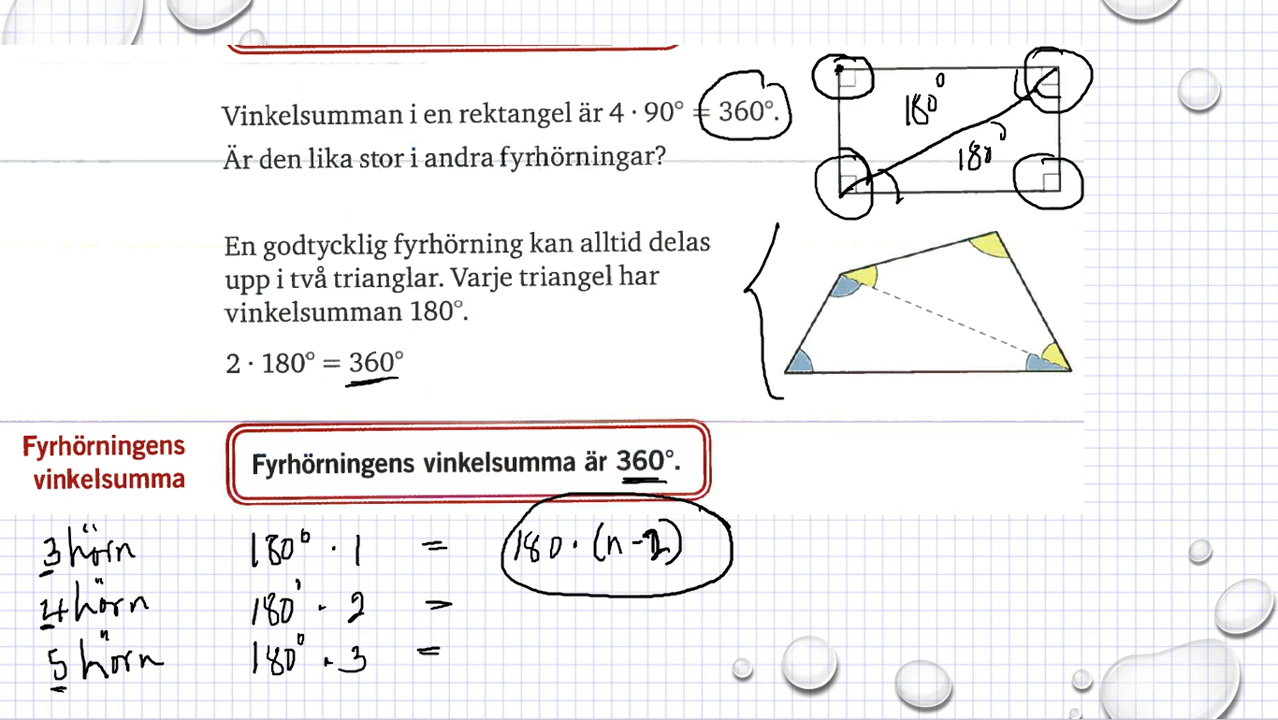 Vinkelsumman i en rektangel är 4 · 90° = 360°.
Är den lika stor i andra fyrhörningar?
180°
180°
En godtycklig fyrhörning kan alltid delas
upp i två trianglar. Varje triangel har
vinkelsumman 180°.
2 · 180° = 360°
Fyrhörningens
vinkelsumma
Fyrhörningens vinkelsumma är 360°.
3 hörn 180° · 1 = 180 · (n - 2)
4 hörn 180° · 2 =
5 hörn 180° · 3 =